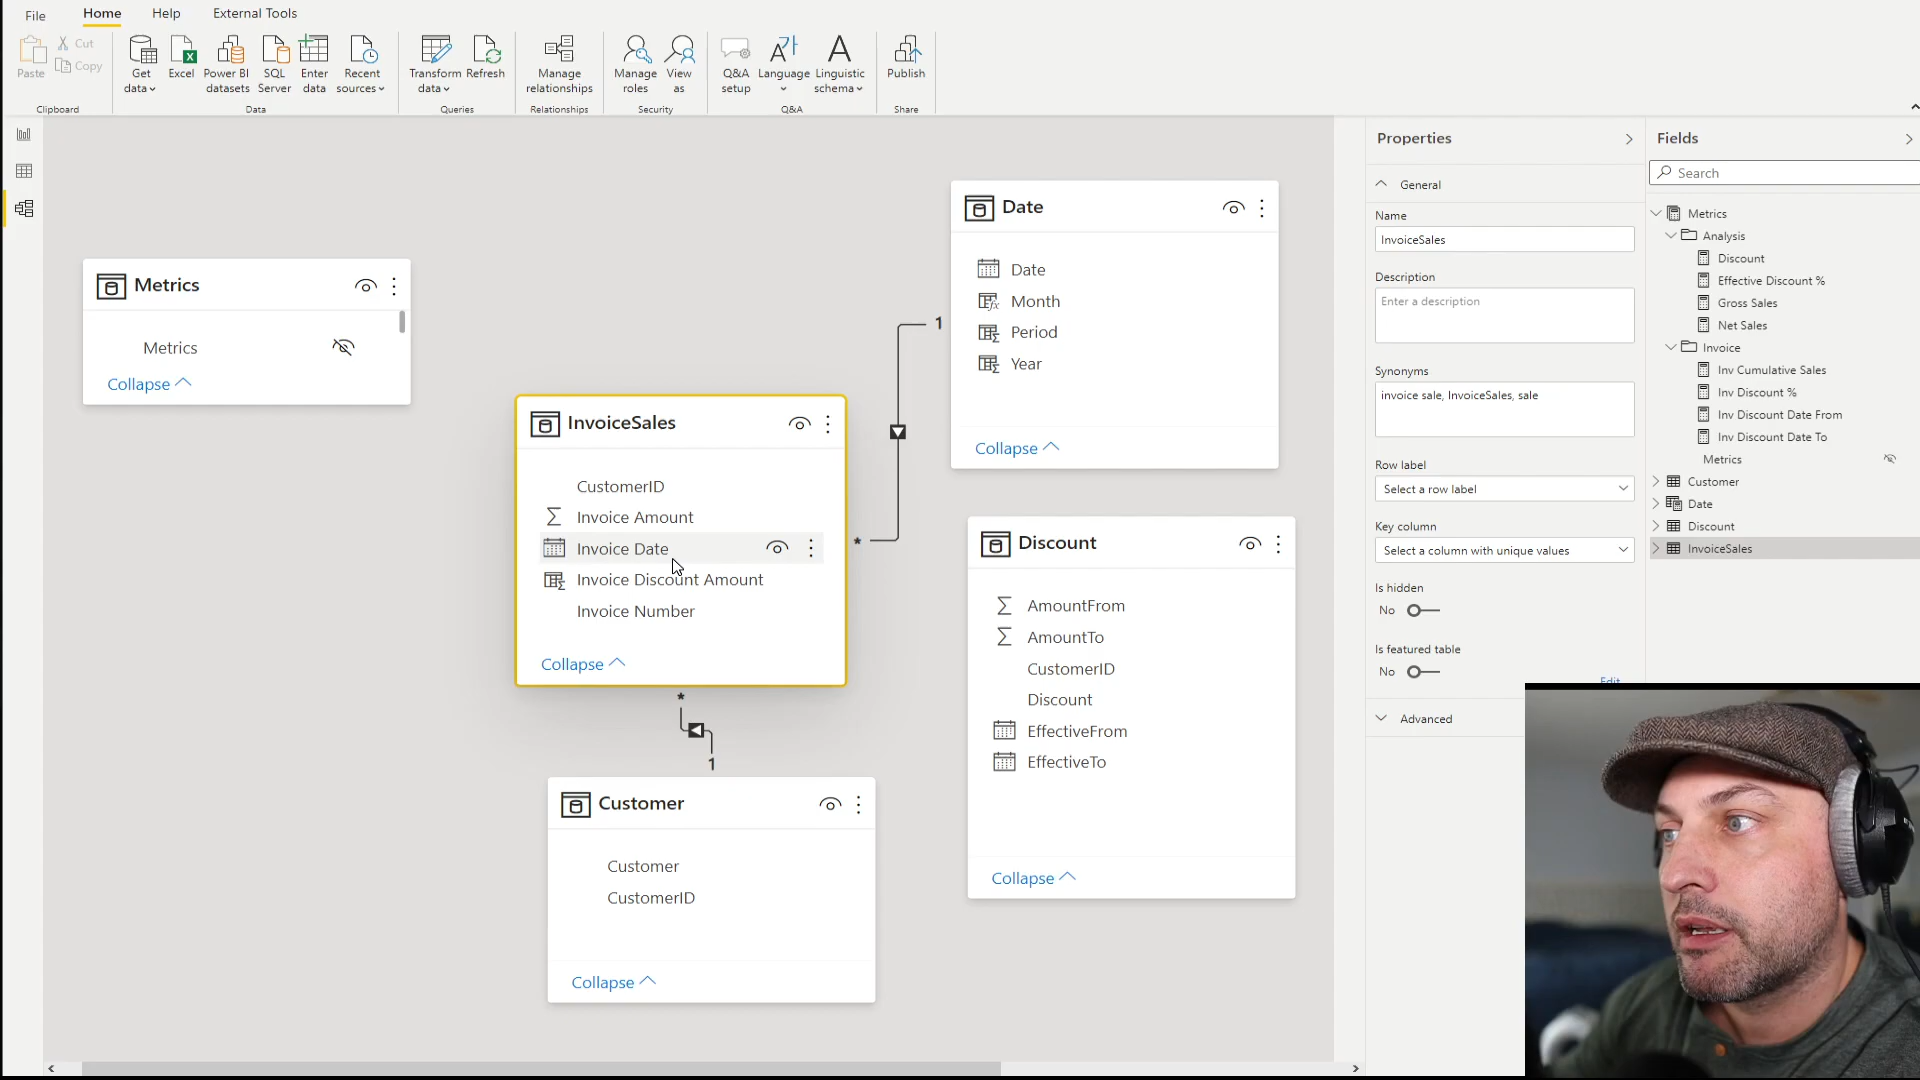 File
Home
Help
External Tools
Paste
Cut
Copy
Clipboard
Get
data
Excel
Power BI
datasets
SQL
Server
Enter
data
Recent
sources
Data
Transform
data
Refresh
Queries
Manage
relationships
Relationships
Manage
roles
View
as
Security
Q&A
setup
Language
Linguistic
schema
Q&A
Publish
Share
Metrics
Metrics
Collapse
InvoiceSales
CustomerID
Invoice Amount
Invoice Date
Invoice Discount Amount
Invoice Number
Collapse
*
1
*
1
Date
Date
Month
Period
Year
Collapse
Discount
AmountFrom
AmountTo
CustomerID
Discount
EffectiveFrom
EffectiveTo
Collapse
Customer
Customer
CustomerID
Collapse
Properties
General
Name
InvoiceSales
Description
Enter a description
Synonyms
invoice sale, InvoiceSales, sale
Row label
Select a row label
Key column
Select a column with unique values
Is hidden
No
Is featured table
No
Edit
Advanced
Fields
Search
Metrics
Analysis
Discount
Effective Discount %
Gross Sales
Net Sales
Invoice
Inv Cumulative Sales
Inv Discount %
Inv Discount Date From
Inv Discount Date To
Metrics
Customer
Date
Discount
InvoiceSales